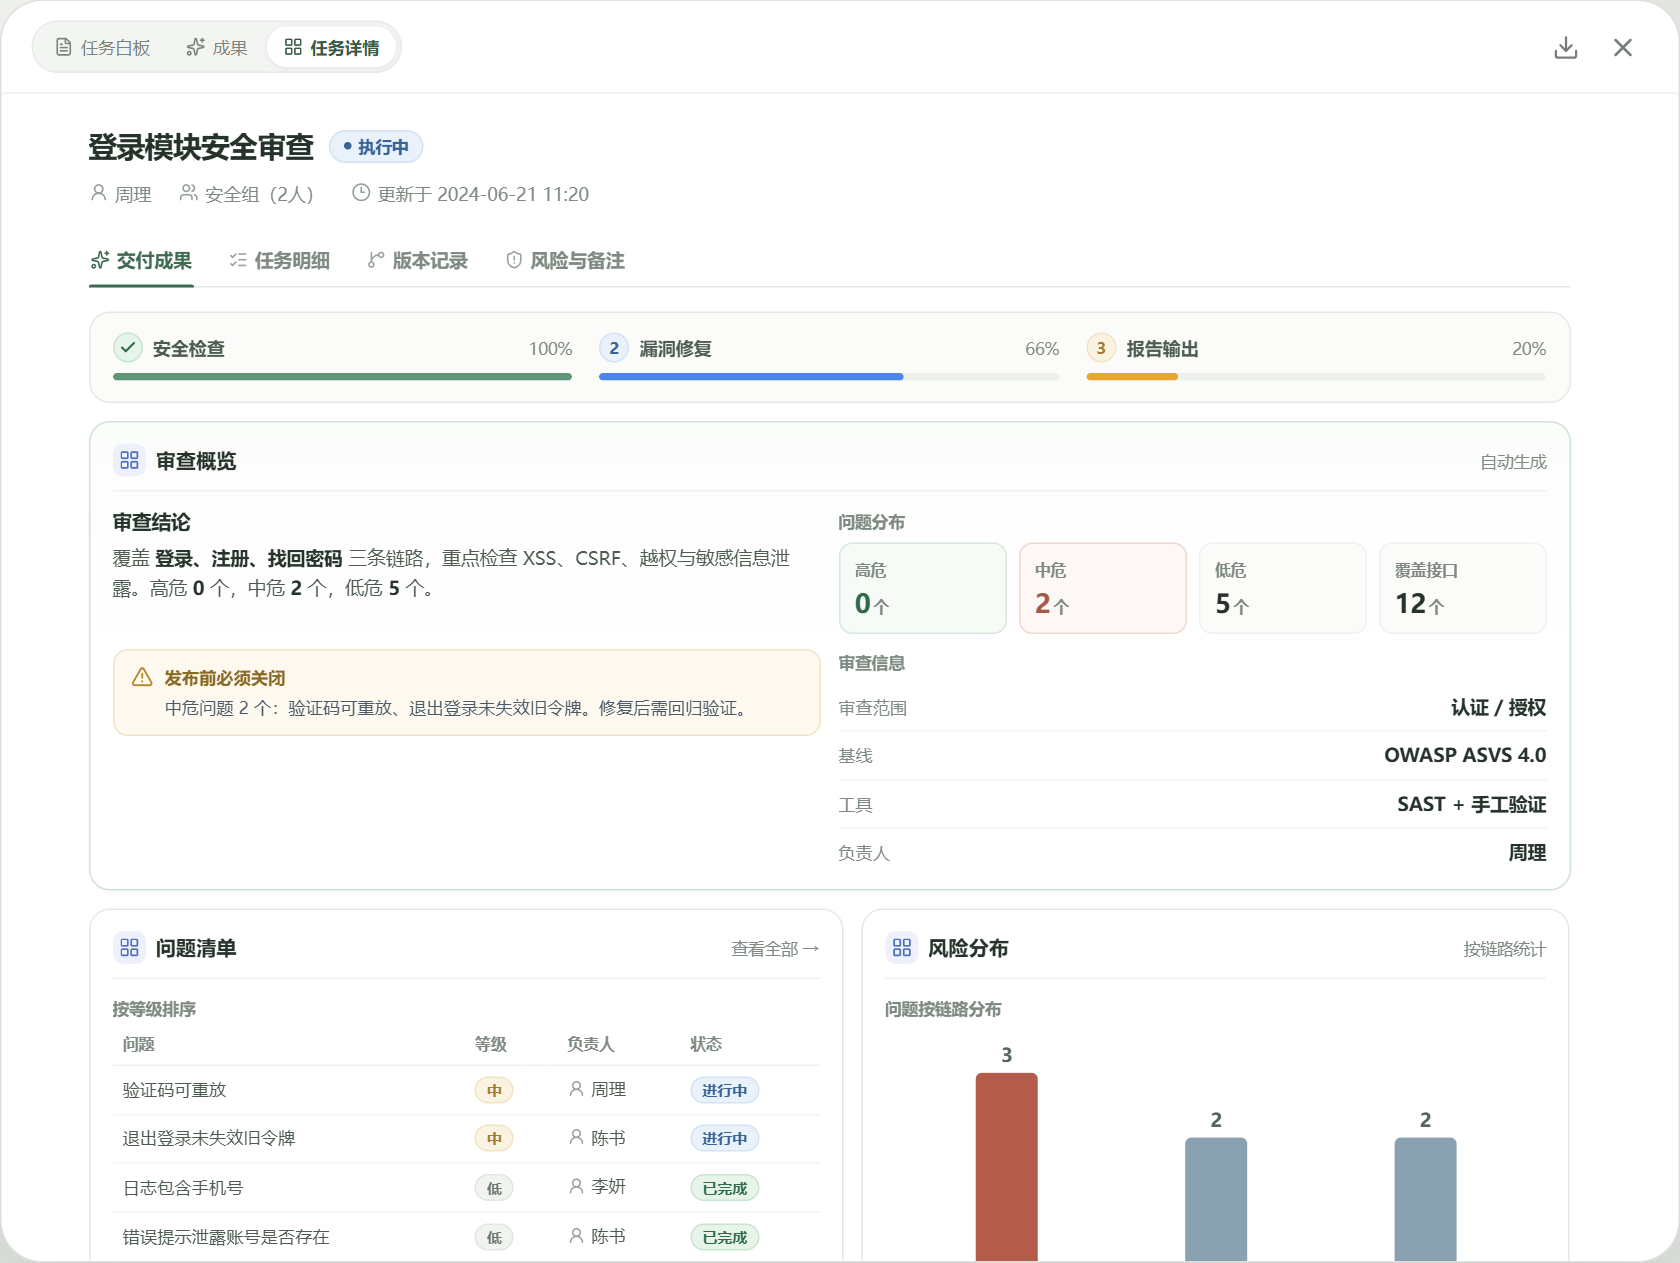 任务白板 成果 任务详情
登录模块安全审查 • 执行中
周理 安全组（2人） 更新于 2024-06-21 11:20
交付成果 任务明细 版本记录 风险与备注
安全检查 100% 2 漏洞修复 66% 3 报告输出 20%
审查概览 自动生成
审查结论
覆盖 登录、注册、找回密码 三条链路，重点检查 XSS、CSRF、越权与敏感信息泄
露。高危 0 个，中危 2 个，低危 5 个。
发布前必须关闭
中危问题 2 个：验证码可重放、退出登录未失效旧令牌。修复后需回归验证。
问题分布
高危 中危 低危 覆盖接口
0个 2个 5个 12个
审查信息
审查范围 认证 / 授权
基线 OWASP ASVS 4.0
工具 SAST + 手工验证
负责人 周理
问题清单 查看全部→
按等级排序
问题 等级 负责人 状态
验证码可重放 中 周理 进行中
退出登录未失效旧令牌 中 陈书 进行中
日志包含手机号 低 李妍 已完成
错误提示泄露账号是否存在 低 陈书 已完成
风险分布 按链路统计
问题按链路分布
3
2 2